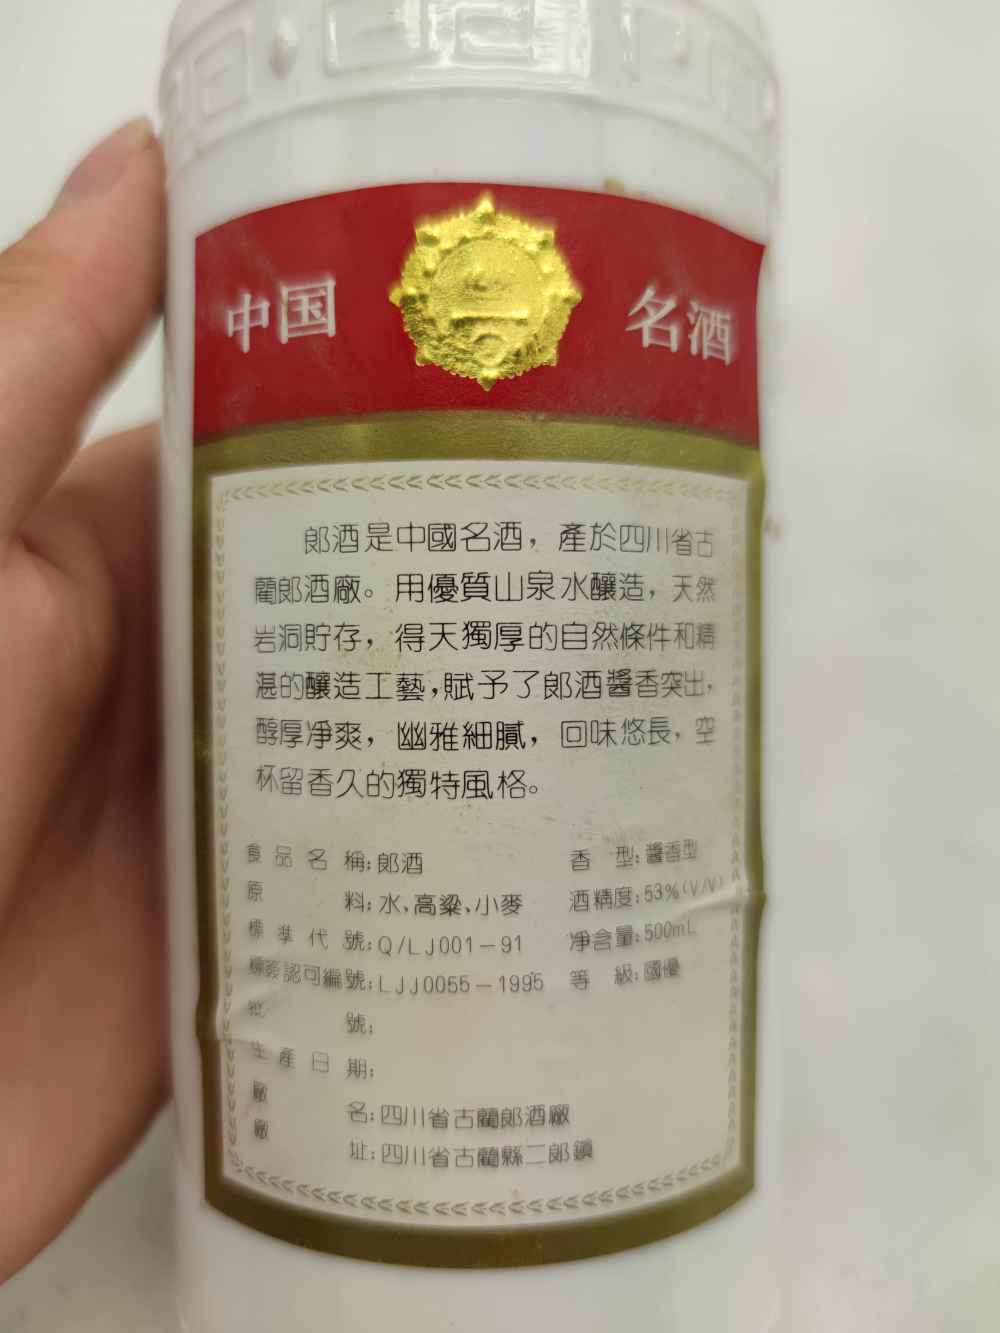 中国 名酒
郎酒是中國名酒，產於四川省古
藺郎酒廠。用優質山泉水釀造，天然
岩洞貯存，得天獨厚的自然條件和精
湛的釀造工藝，賦予了郎酒醬香突出，
醇厚淨爽，幽雅細膩，回味悠長，空
杯留香久的獨特風格。
食品名稱：郎酒 香型：醬香型
原料：水、高粱、小麥 酒精度：53%(V/V)
標準代號：Q/LJ001－91 淨含量：500mL
標簽認可編號：LJJ0055－1995 等級：國優
批號：
生產日期：
廠名：四川省古藺郎酒廠
廠址：四川省古藺縣二郎鎮